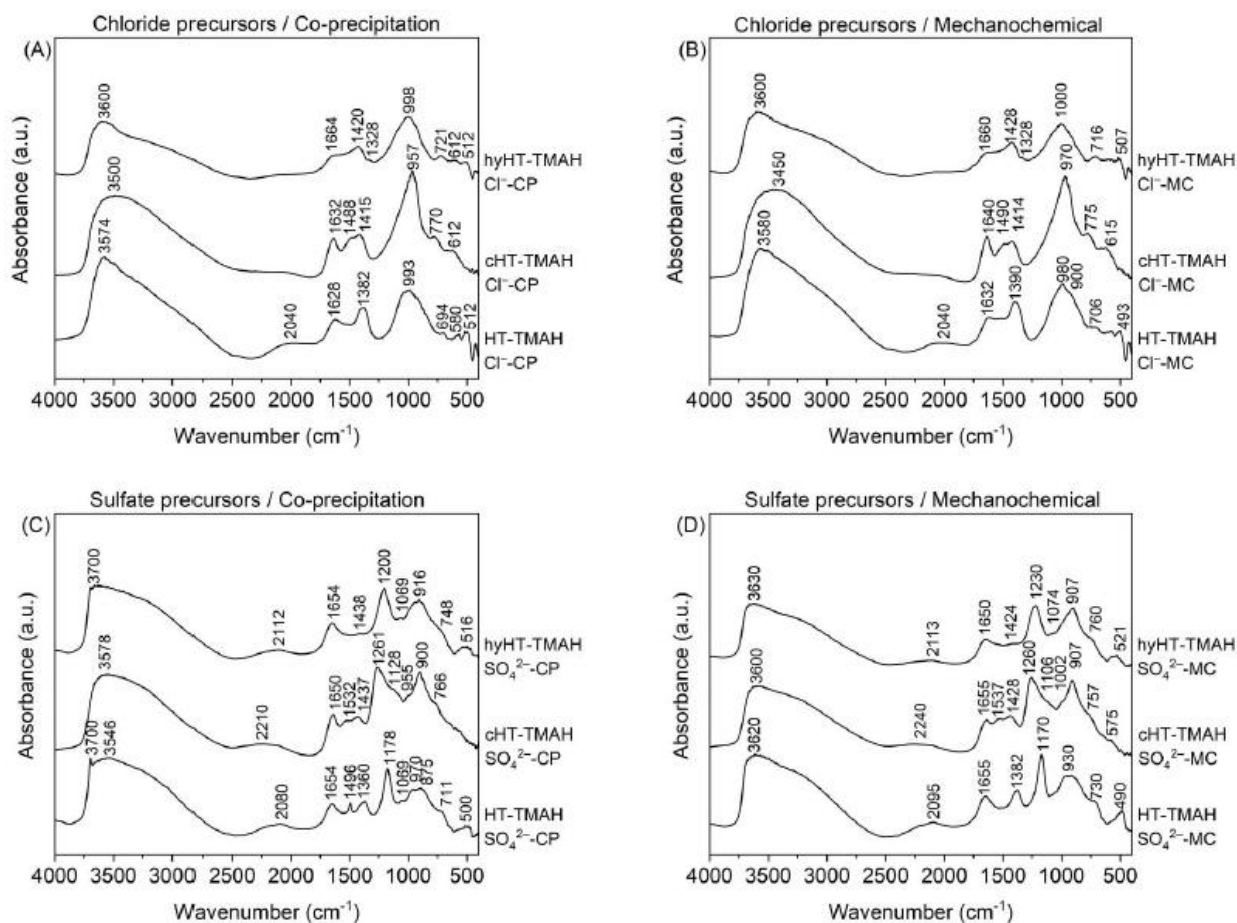 Chloride precursors / Co-precipitation
(A)
Absorbance (a.u.)
3600
1664
1420
1328
998
721
612
512
hyHT-TMAH
Cl⁻-CP
3500
1632
1488
1415
957
770
612
cHT-TMAH
Cl⁻-CP
3574
2040
1628
1382
993
694
580
512
HT-TMAH
Cl⁻-CP
4000 3500 3000 2500 2000 1500 1000 500
Wavenumber (cm⁻¹)
Chloride precursors / Mechanochemical
(B)
Absorbance (a.u.)
3600
1660
1428
1328
1000
716
507
hyHT-TMAH
Cl⁻-MC
3450
1640
1490
1414
970
775
615
cHT-TMAH
Cl⁻-MC
3580
2040
1632
1390
980
900
706
493
HT-TMAH
Cl⁻-MC
4000 3500 3000 2500 2000 1500 1000 500
Wavenumber (cm⁻¹)
Sulfate precursors / Co-precipitation
(C)
Absorbance (a.u.)
3700
2112
1654
1438
1200
1069
916
748
516
hyHT-TMAH
SO₄²⁻-CP
3578
2210
1650
1532
1437
1261
1128
955
900
766
cHT-TMAH
SO₄²⁻-CP
3700
3546
2080
1654
1496
1360
1178
1069
970
875
711
500
HT-TMAH
SO₄²⁻-CP
4000 3500 3000 2500 2000 1500 1000 500
Wavenumber (cm⁻¹)
Sulfate precursors / Mechanochemical
(D)
Absorbance (a.u.)
3630
2113
1650
1424
1230
1074
907
760
521
hyHT-TMAH
SO₄²⁻-MC
3600
2240
1655
1537
1428
1260
1106
1002
907
757
575
cHT-TMAH
SO₄²⁻-MC
3620
2095
1655
1382
1170
930
730
490
HT-TMAH
SO₄²⁻-MC
4000 3500 3000 2500 2000 1500 1000 500
Wavenumber (cm⁻¹)